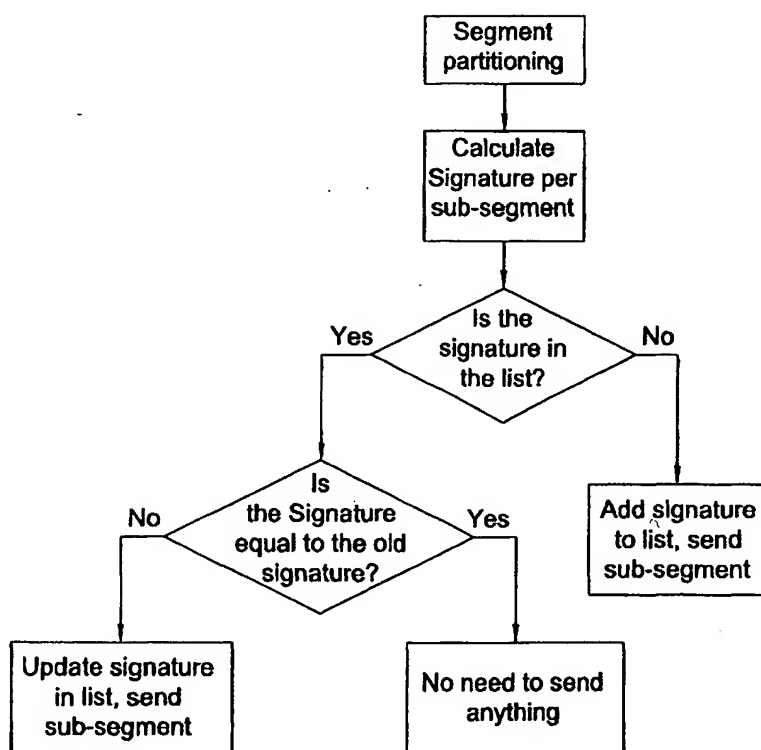 Segment
partitioning
Calculate
Signature per
sub-segment
Is the
signature in
the list?
Yes
No
Is
the Signature
equal to the old
signature?
No
Yes
Add signature
to list, send
sub-segment
Update signature
in list, send
sub-segment
No need to send
anything